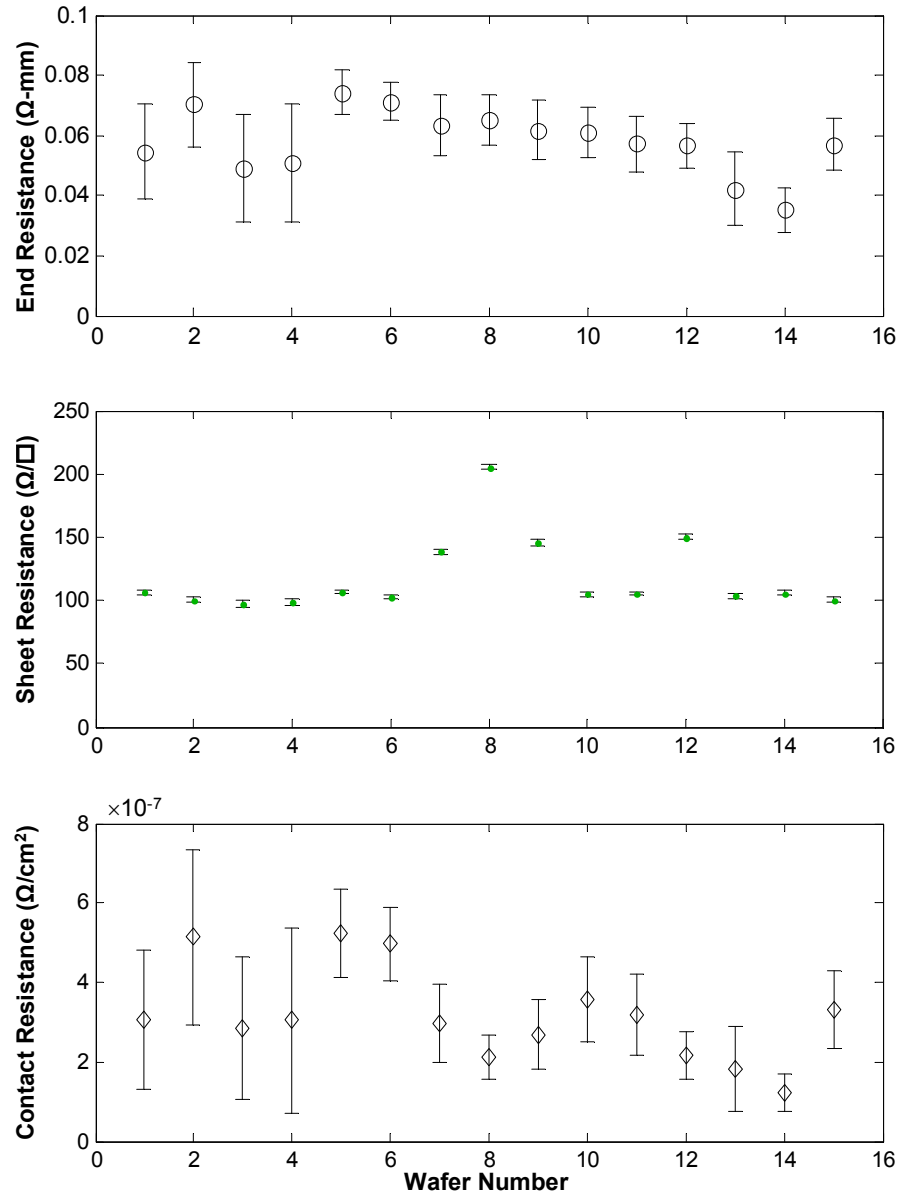 End Resistance (Ω-mm)
0.1
0.08
0.06
0.04
0.02
0
0 2 4 6 8 10 12 14 16
Sheet Resistance (Ω/□)
250
200
150
100
50
0
0 2 4 6 8 10 12 14 16
×10⁻⁷
Contact Resistance (Ω/cm²)
8
6
4
2
0
0 2 4 6 8 10 12 14 16
Wafer Number